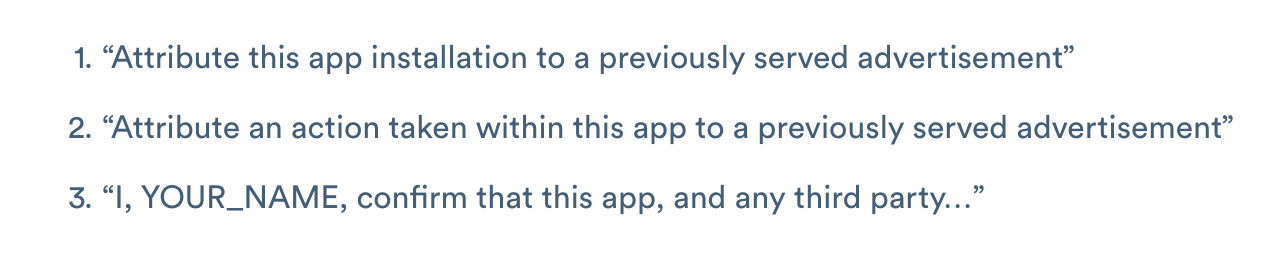 1. “Attribute this app installation to a previously served advertisement”
2. “Attribute an action taken within this app to a previously served advertisement”
3. “I, YOUR_NAME, confirm that this app, and any third party…”